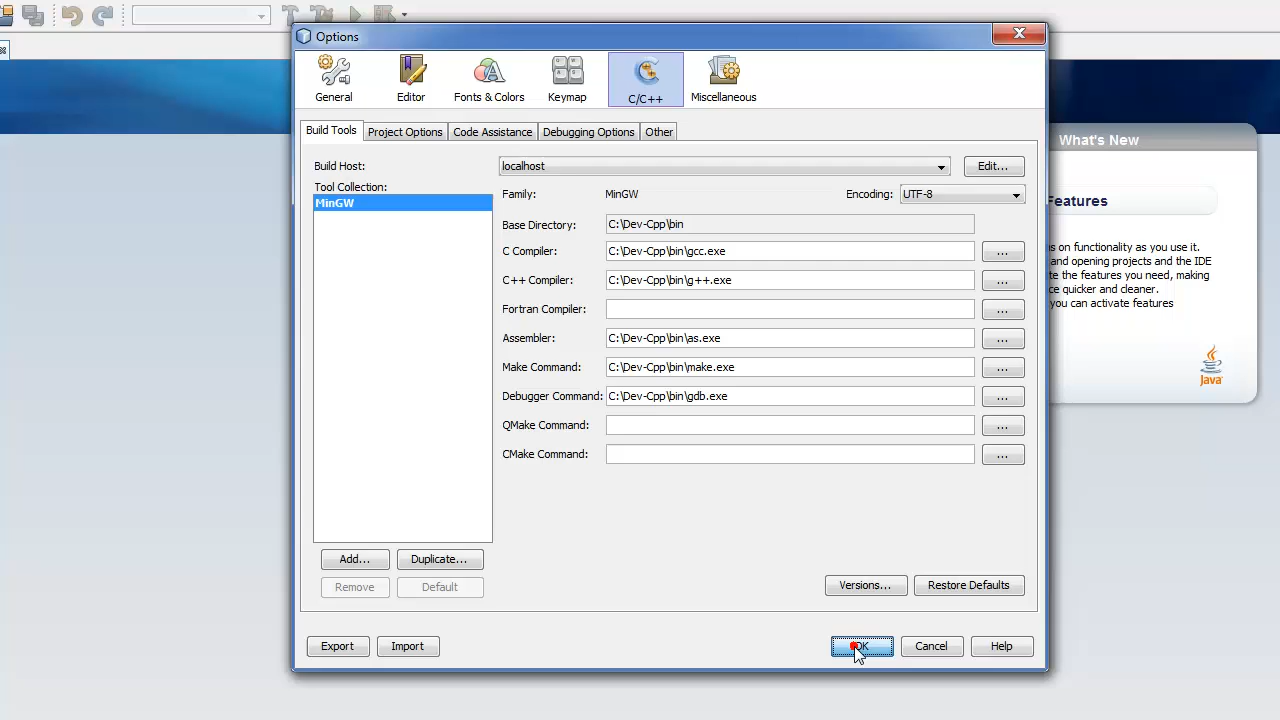 Options
General
Editor
Fonts & Colors
Keymap
C/C++
Miscellaneous
Build Tools
Project Options
Code Assistance
Debugging Options
Other
Build Host:
localhost
Edit...
Tool Collection:
MinGW
Family:
MinGW
Encoding:
UTF-8
Base Directory:
C:\Dev-Cpp\bin
C Compiler:
C:\Dev-Cpp\bin\gcc.exe
...
C++ Compiler:
C:\Dev-Cpp\bin\g++.exe
...
Fortran Compiler:
...
Assembler:
C:\Dev-Cpp\bin\as.exe
...
Make Command:
C:\Dev-Cpp\bin\make.exe
...
Debugger Command:
C:\Dev-Cpp\bin\gdb.exe
...
QMake Command:
...
CMake Command:
...
Add...
Duplicate...
Remove
Default
Versions...
Restore Defaults
Export
Import
OK
Cancel
Help
What's New
Features
s on functionality as you use it.
and opening projects and the IDE
te the features you need, making
ce quicker and cleaner.
you can activate features
Java